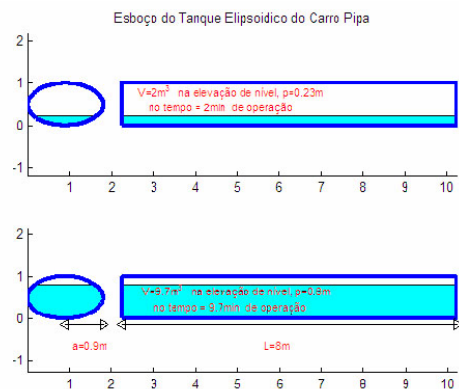 Esboço do Tanque Elipsoidico do Carro Pipa
2
1
0
-1
V=2m³ na elevação de nível, p=0.23m
no tempo = 2min de operação
1 2 3 4 5 6 7 8 9 10
2
1
0
-1
V=9.7m³ na elevação de nível, p=0.8m
no tempo = 9.7min de operação
a=0.9m
L=8m
1 2 3 4 5 6 7 8 9 10